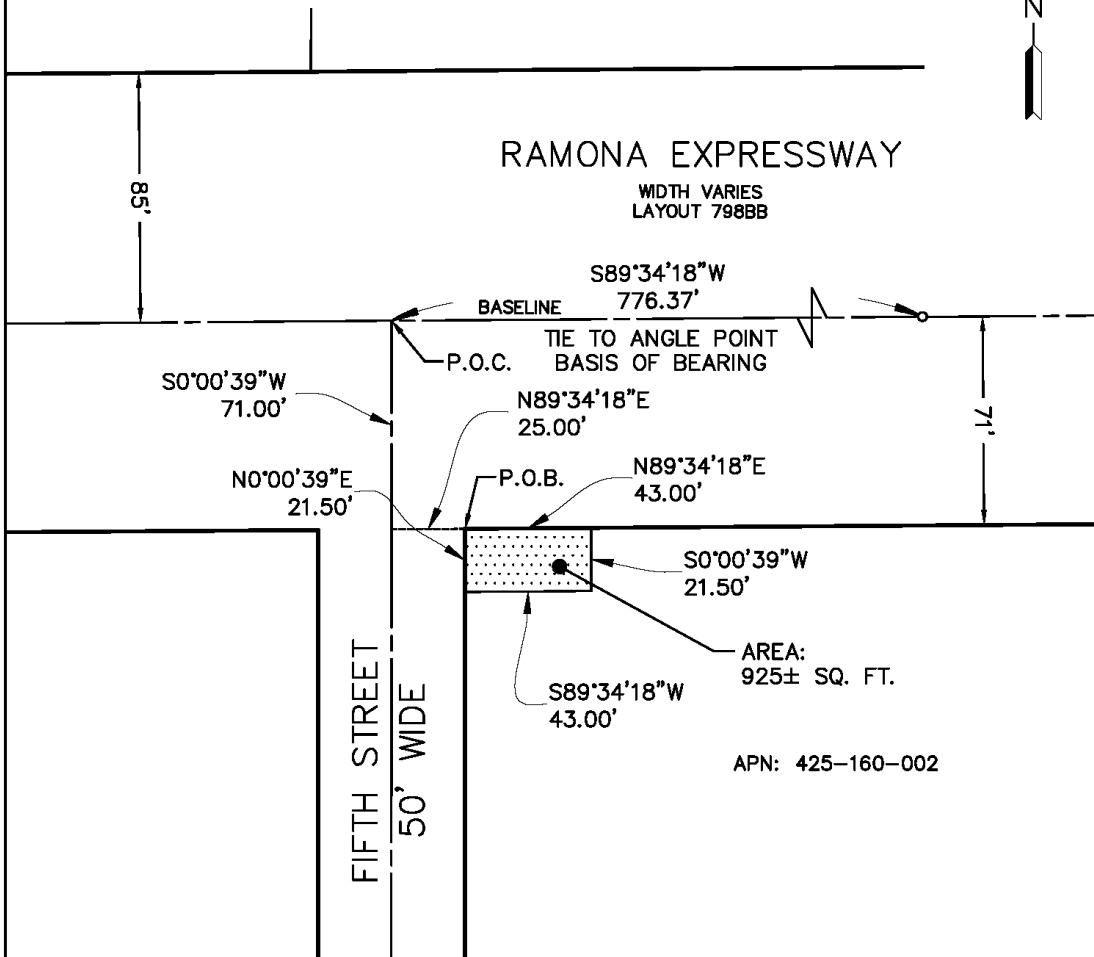 N
RAMONA EXPRESSWAY
WIDTH VARIES
LAYOUT 798BB
85'
S89°34'18"W
776.37'
BASELINE
TIE TO ANGLE POINT
BASIS OF BEARING
P.O.C.
S0°00'39"W
71.00'
N89°34'18"E
25.00'
71'
N0°00'39"E
21.50'
P.O.B.
N89°34'18"E
43.00'
S0°00'39"W
21.50'
AREA:
925± SQ. FT.
S89°34'18"W
43.00'
FIFTH STREET
50' WIDE
APN: 425-160-002